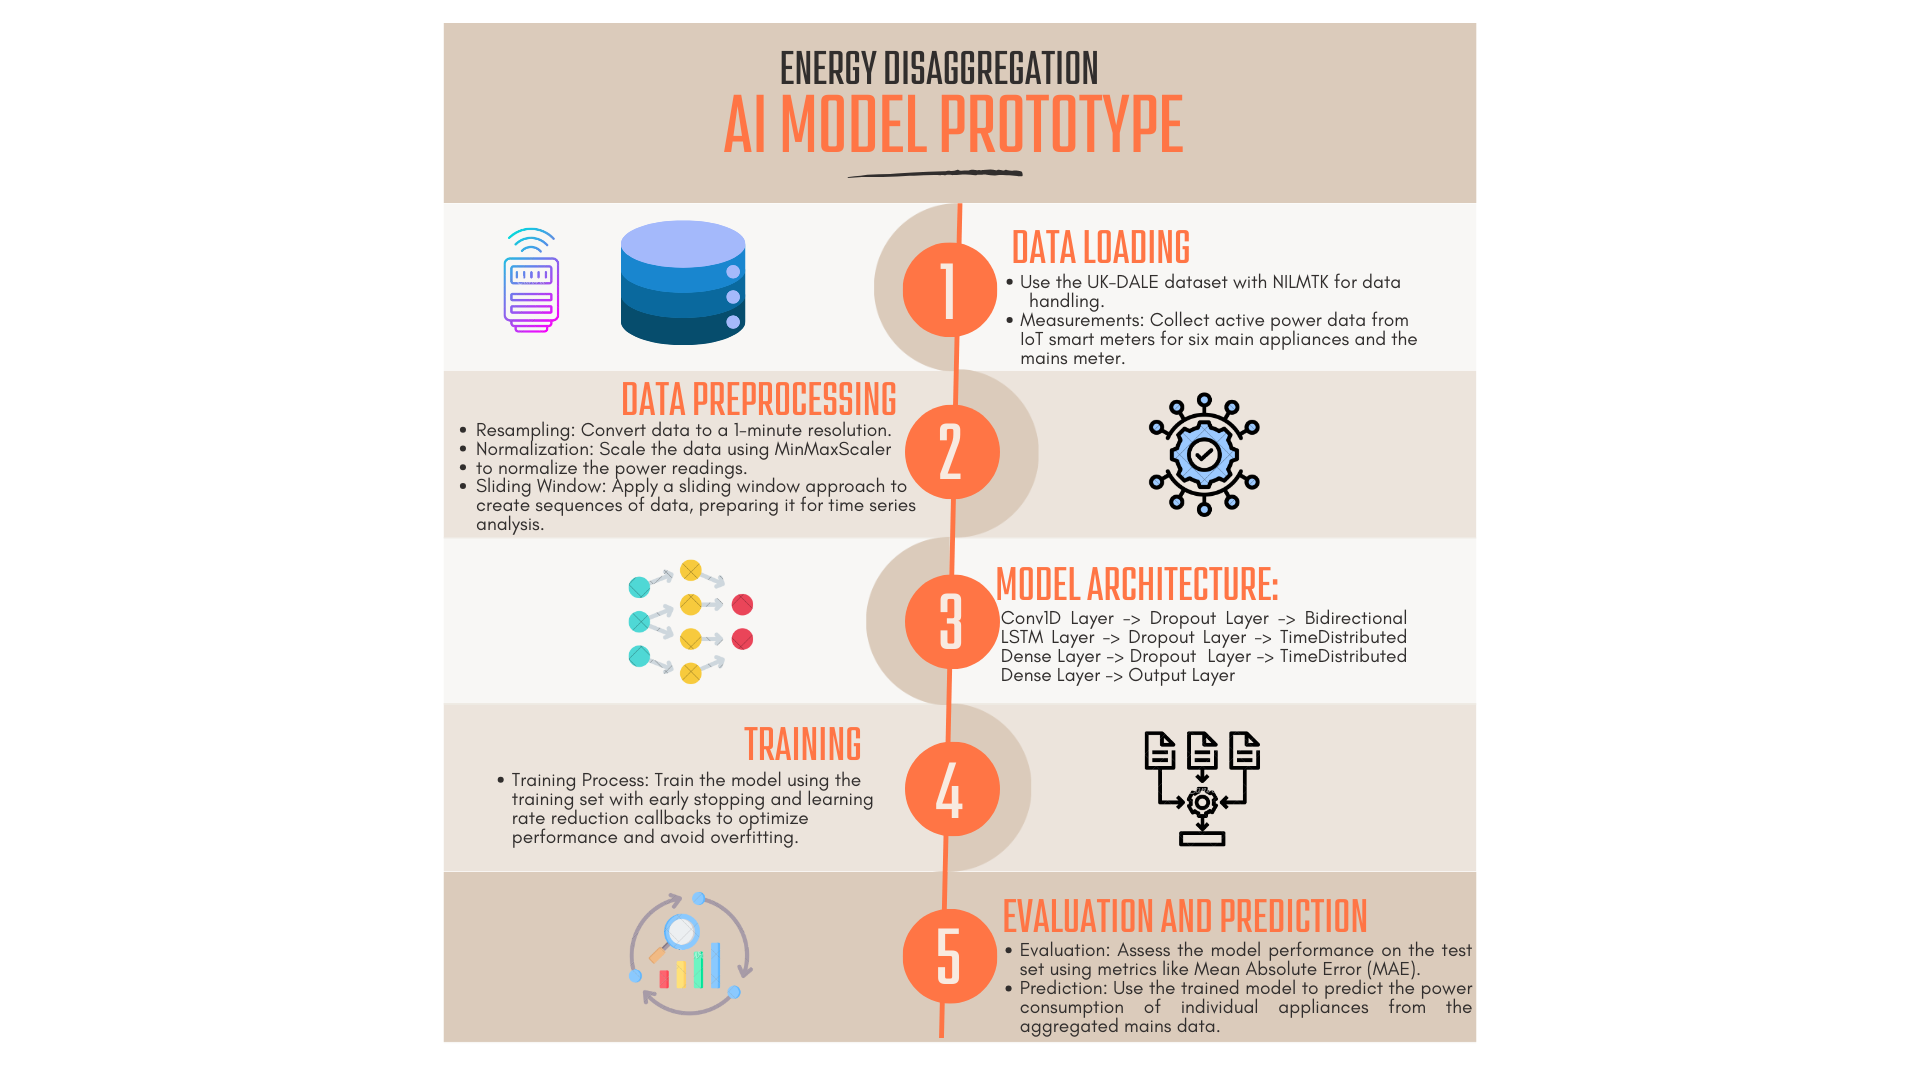 ENERGY DISAGGREGATION
AI MODEL PROTOTYPE
1
DATA LOADING
• Use the UK-DALE dataset with NILMTK for data
handling.
• Measurements: Collect active power data from
IoT smart meters for six main appliances and the
mains meter.
DATA PREPROCESSING
• Resampling: Convert data to a 1-minute resolution.
• Normalization: Scale the data using MinMaxScaler
• to normalize the power readings.
• Sliding Window: Apply a sliding window approach to
create sequences of data, preparing it for time series
analysis.
2
3
MODEL ARCHITECTURE:
Conv1D Layer -> Dropout Layer -> Bidirectional
LSTM Layer -> Dropout Layer -> TimeDistributed
Dense Layer -> Dropout Layer -> TimeDistributed
Dense Layer -> Output Layer
TRAINING
• Training Process: Train the model using the
training set with early stopping and learning
rate reduction callbacks to optimize
performance and avoid overfitting.
4
5
EVALUATION AND PREDICTION
• Evaluation: Assess the model performance on the test
set using metrics like Mean Absolute Error (MAE).
• Prediction: Use the trained model to predict the power
consumption of individual appliances from the
aggregated mains data.